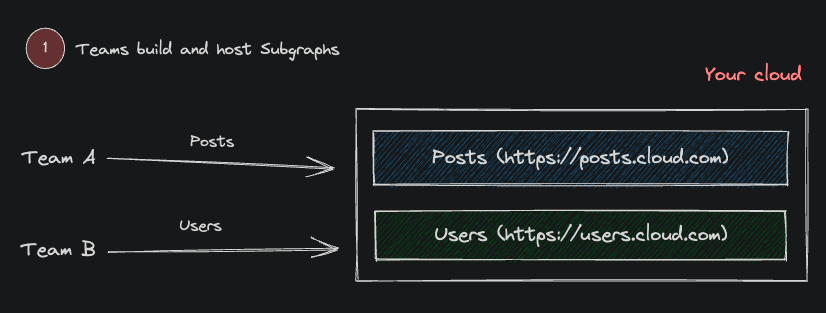 1 Teams build and host Subgraphs
Your cloud
Team A
Posts
Posts (https://posts.cloud.com)
Team B
Users
Users (https://users.cloud.com)